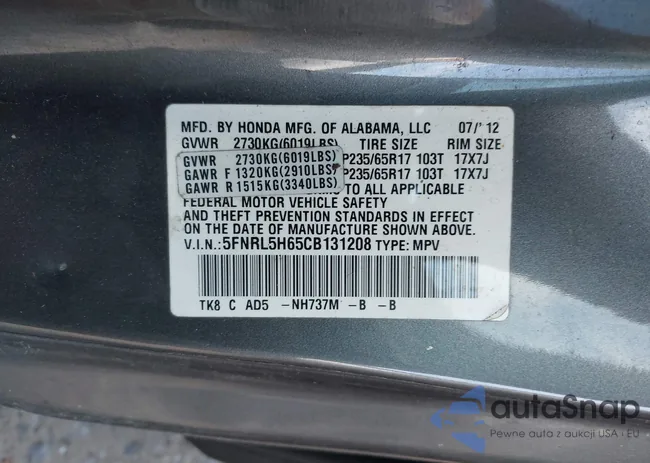 MFD. BY HONDA MFG. OF ALABAMA, LLC 07/'12
GVWR 2730KG(6019LBS) TIRE SIZE RIM SIZE
GVWR 2730KG(6019LBS) P235/65R17 103T 17X7J
GAWR F 1320KG(2910LBS) P235/65R17 103T 17X7J
GAWR R 1515KG(3340LBS) TO ALL APPLICABLE
FEDERAL MOTOR VEHICLE SAFETY
AND THEFT PREVENTION STANDARDS IN EFFECT
ON THE DATE OF MANUFACTURE SHOWN ABOVE.
V.I.N.:5FNRL5H65CB131208 TYPE: MPV
TK8 C AD5 -NH737M -B -B
autoSnap
Pewne auta z aukcji USA i EU